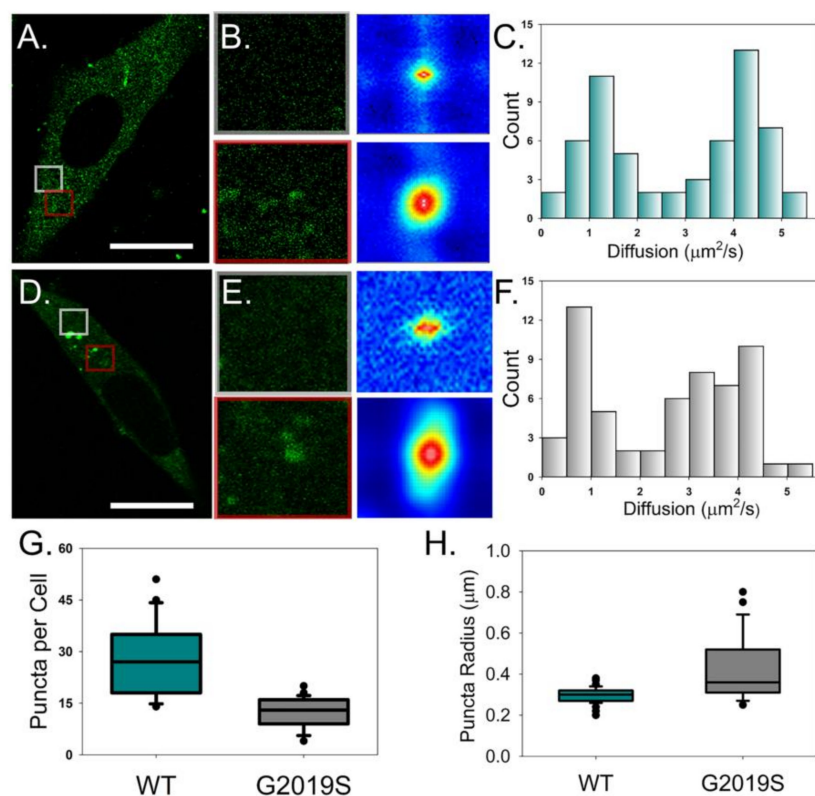 A.
B.
C.
15
12
9
6
3
0
Count
0 1 2 3 4 5
Diffusion (μm²/s)
D.
E.
F.
15
12
9
6
3
0
Count
0 1 2 3 4 5
Diffusion (μm²/s)
G.
60
45
30
15
0
Puncta per Cell
WT G2019S
H.
1.0
0.8
0.6
0.4
0.2
0.0
Puncta Radius (μm)
WT G2019S